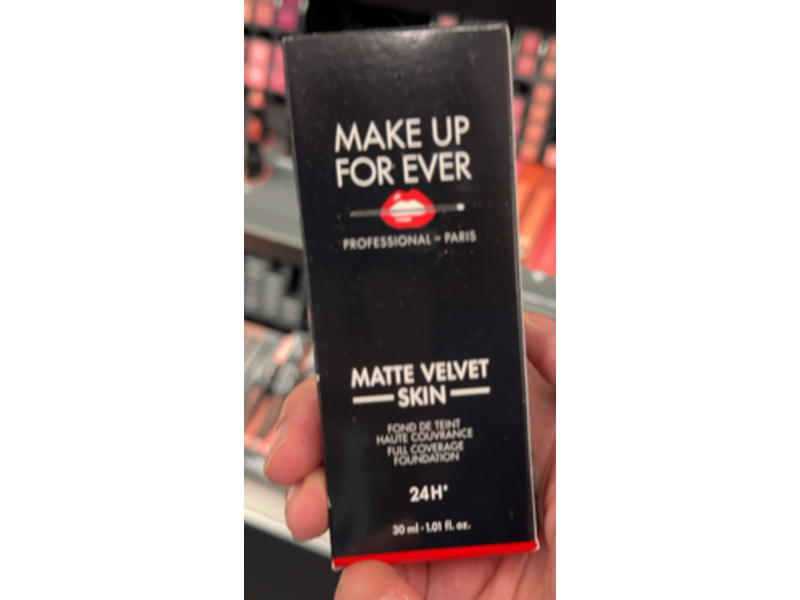 MAKE UP
FOR EVER
PROFESSIONAL - PARIS
MATTE VELVET
SKIN
FOND DE TEINT
HAUTE COUVRANCE
FULL COVERAGE
FOUNDATION
24H*
30 ml - 1.01 fl. oz.